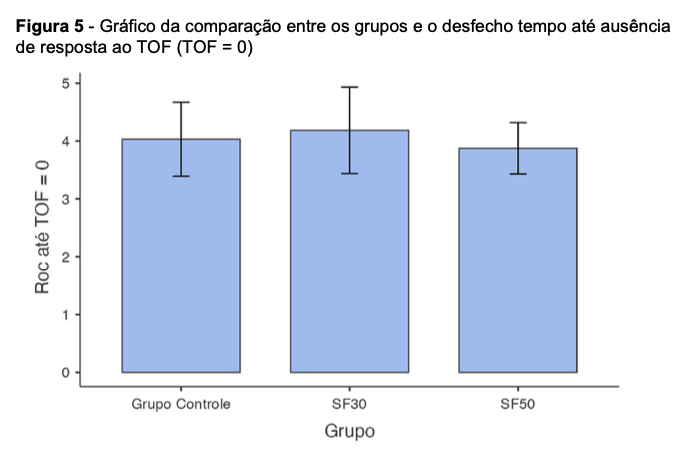 Figura 5 - Gráfico da comparação entre os grupos e o desfecho tempo até ausência
de resposta ao TOF (TOF = 0)
Roc até TOF = 0
5
4
3
2
1
0
Grupo Controle SF30 SF50
Grupo